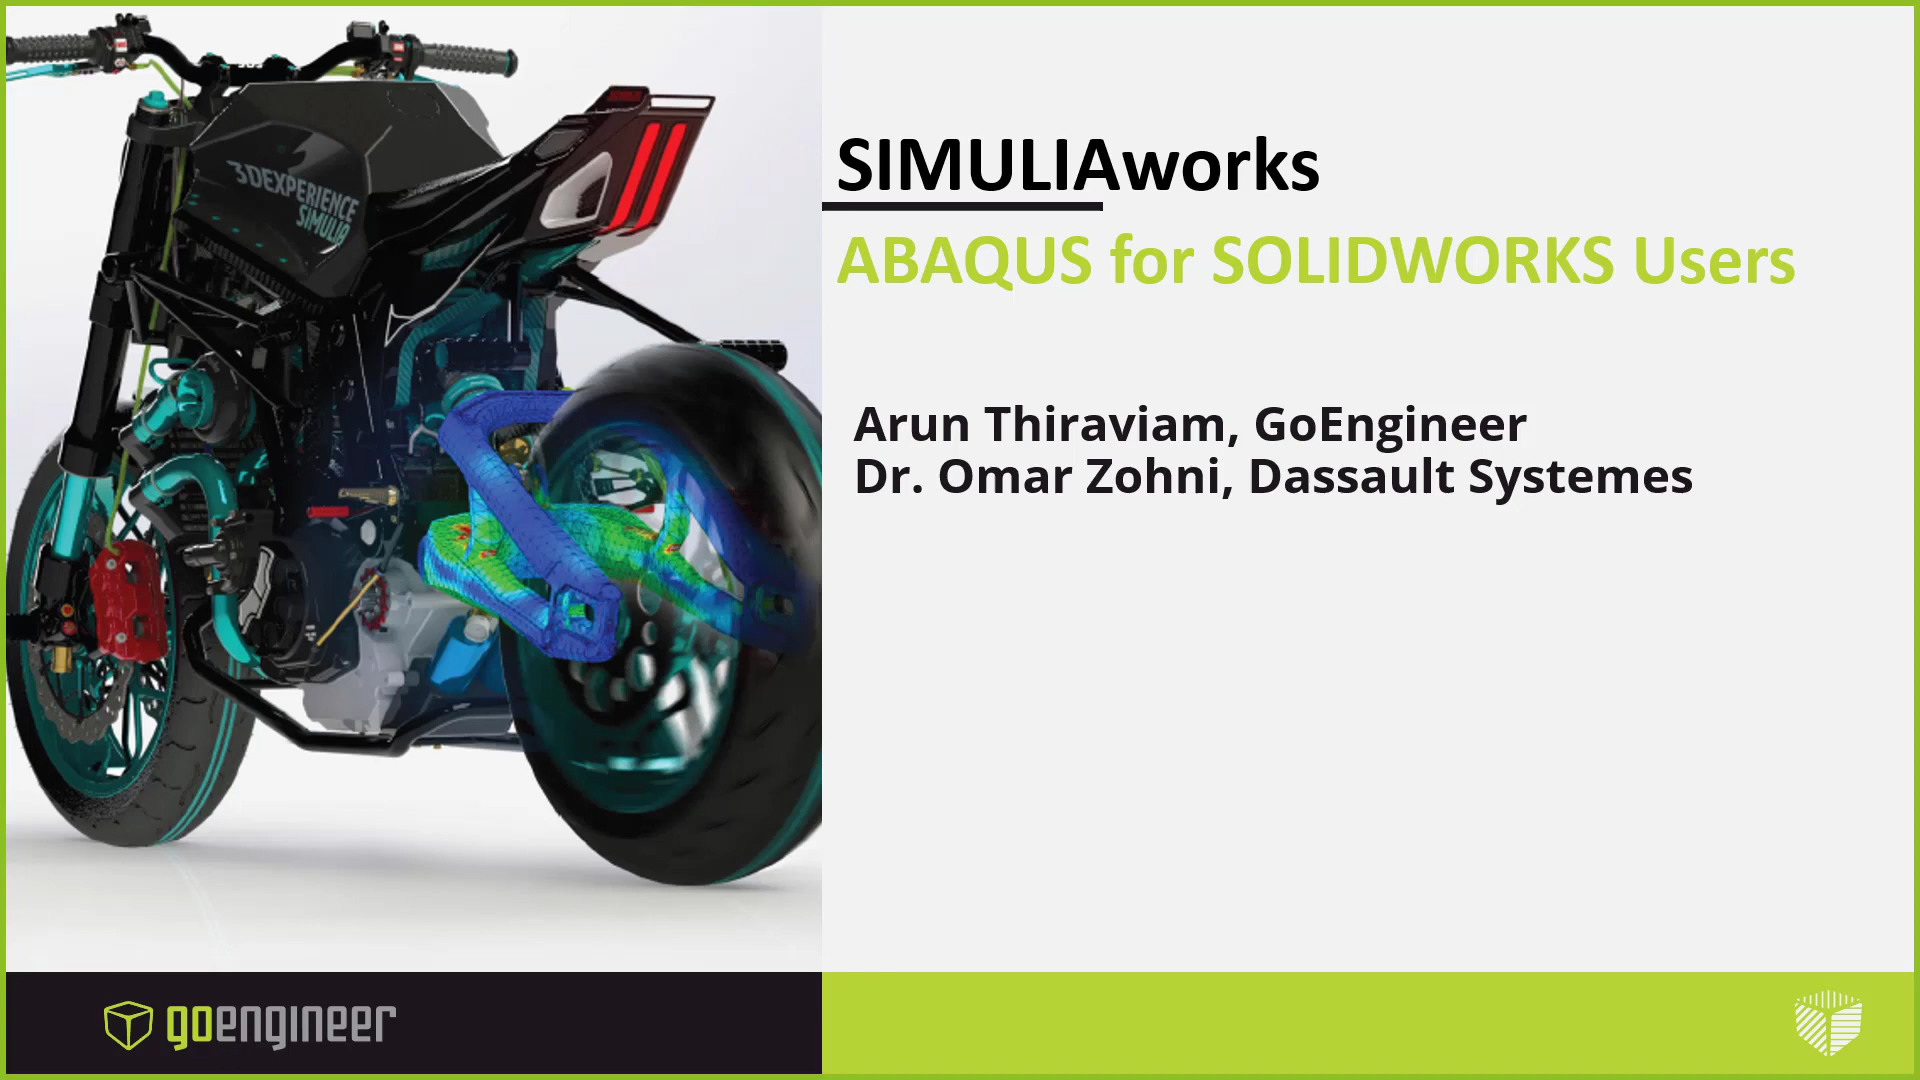 SIMULIAworks
ABAQUS for SOLIDWORKS Users
Arun Thiraviam, GoEngineer
Dr. Omar Zohni, Dassault Systemes
3DEXPERIENCE
SIMULIA
goengineer